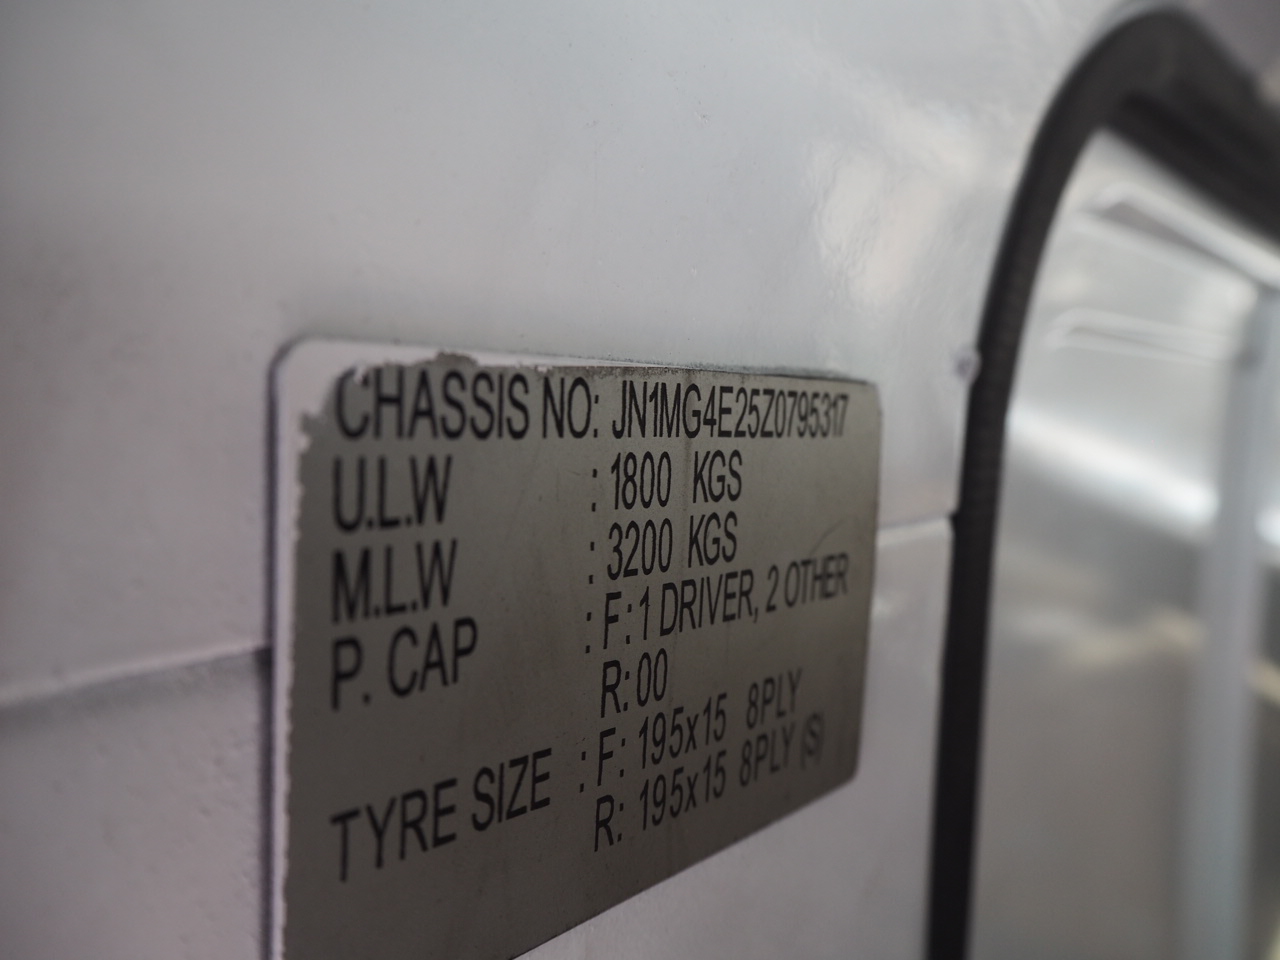 CHASSIS NO: JN1MG4E25Z0795317
U.L.W : 1800 KGS
M.L.W : 3200 KGS
P. CAP : F: 1 DRIVER, 2 OTHER
R: 00
TYRE SIZE : F: 195x15 8PLY
R: 195x15 8PLY (S)